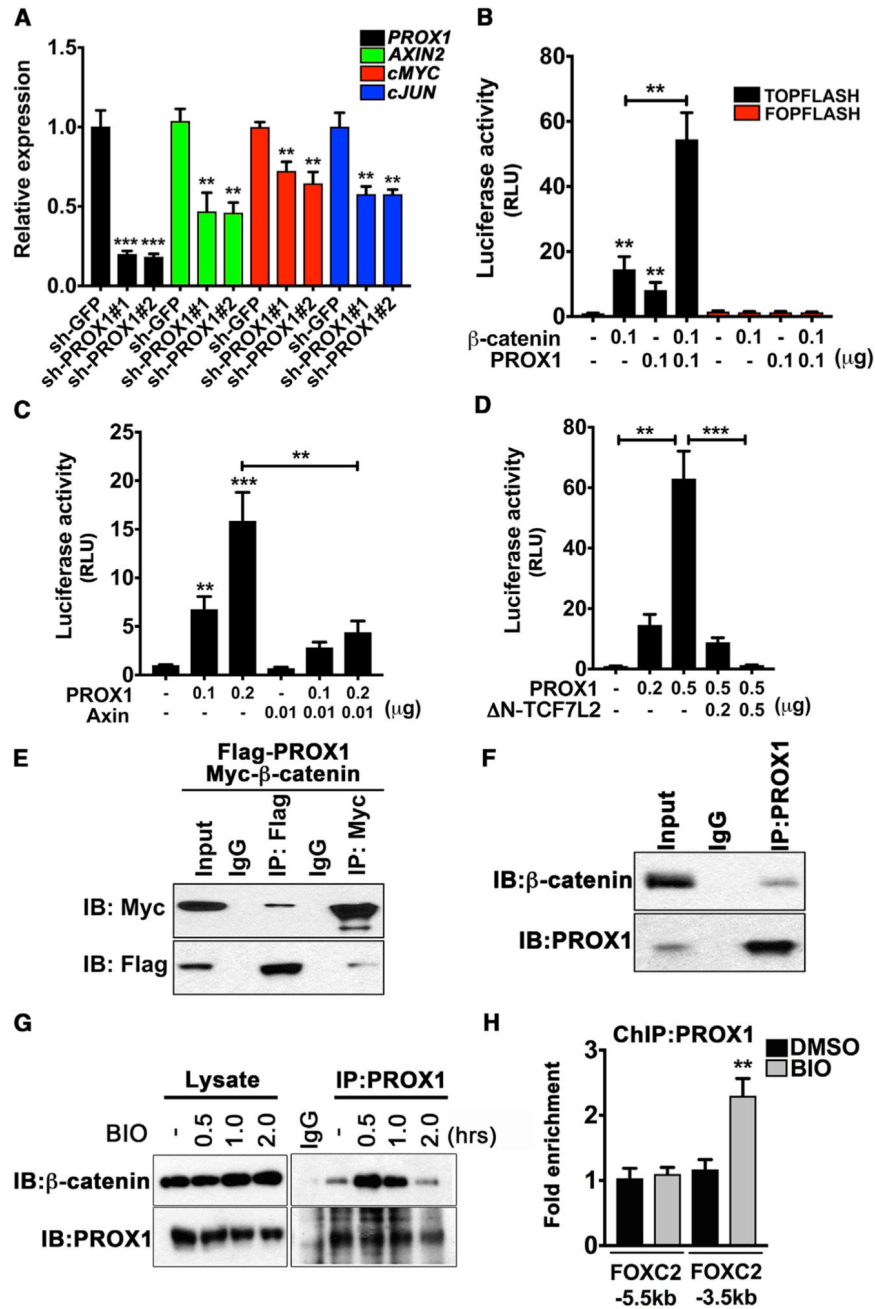 A
PROX1
AXIN2
cMYC
cJUN
Relative expression
1.0
0.5
0.0
*** *** ** ** ** ** ** **
sh-GFP sh-PROX1#1 sh-PROX1#2 sh-GFP sh-PROX1#1 sh-PROX1#2 sh-GFP sh-PROX1#1 sh-PROX1#2 sh-GFP sh-PROX1#1 sh-PROX1#2
B
TOPFLASH
FOPFLASH
Luciferase activity
(RLU)
80
60
40
20
0
**
** **
β-catenin - 0.1 - 0.1 - 0.1 - 0.1
PROX1 - - 0.1 0.1 - - 0.1 0.1 (μg)
C
Luciferase activity
(RLU)
25
20
15
10
5
0
**
** ***
PROX1 - 0.1 0.2 - 0.1 0.2
Axin - - - 0.01 0.01 0.01 (μg)
D
Luciferase activity
(RLU)
80
60
40
20
0
** ***
PROX1 - 0.2 0.5 0.5 0.5
ΔN-TCF7L2 - - - 0.2 0.5 (μg)
E
Flag-PROX1
Myc-β-catenin
Input IgG IP: Flag IgG IP: Myc
IB: Myc
IB: Flag
F
Input IgG IP:PROX1
IB:β-catenin
IB:PROX1
G
Lysate IP:PROX1
BIO - 0.5 1.0 2.0 IgG - 0.5 1.0 2.0 (hrs)
IB:β-catenin
IB:PROX1
H
ChIP:PROX1
DMSO
BIO
Fold enrichment
3
2
1
0
**
FOXC2 FOXC2
-5.5kb -3.5kb